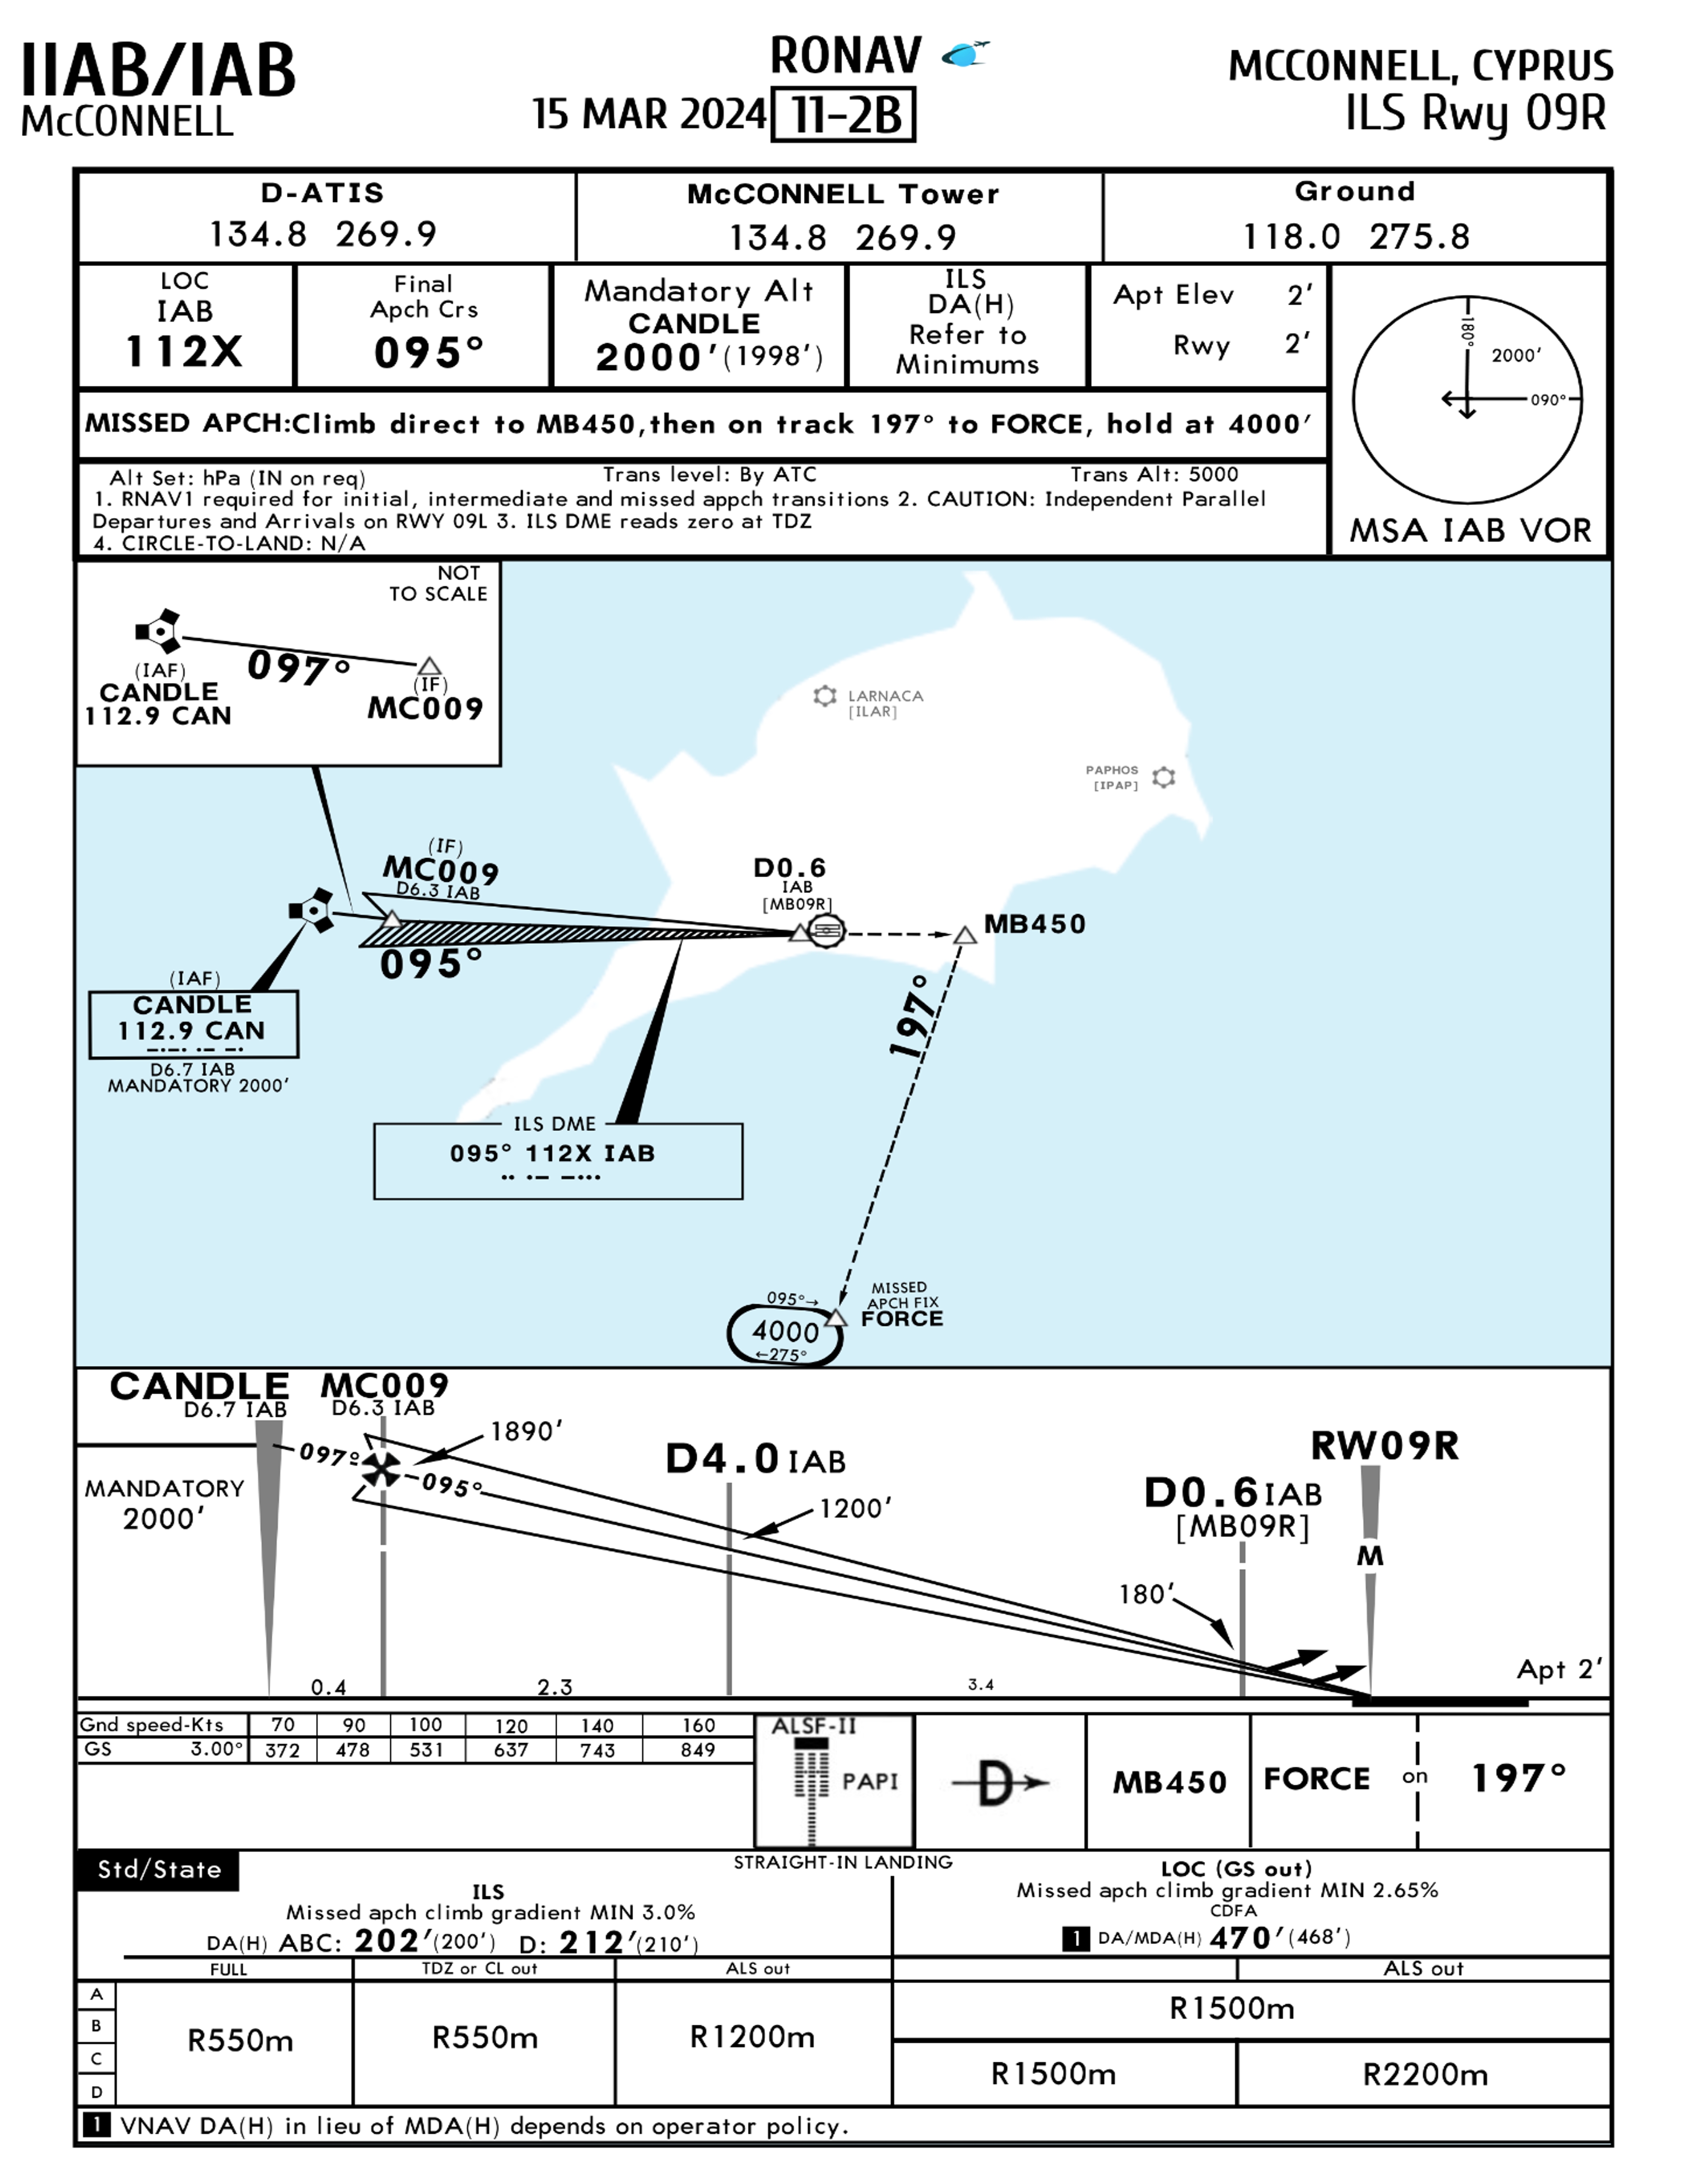 IIAB/IAB
McCONNELL
RONAV
15 MAR 2024 11-2B
MCCONNELL, CYPRUS
ILS Rwy 09R
D-ATIS
134.8 269.9
McCONNELL Tower
134.8 269.9
Ground
118.0 275.8
LOC
IAB
112X
Final
Apch Crs
095°
Mandatory Alt
CANDLE
2000'(1998')
ILS
DA(H)
Refer to
Minimums
Apt Elev 2'
Rwy 2'
180°
2000'
090°
MSA IAB VOR
MISSED APCH:Climb direct to MB450,then on track 197° to FORCE, hold at 4000'
Alt Set: hPa (IN on req) Trans level: By ATC Trans Alt: 5000
1. RNAV1 required for initial, intermediate and missed appch transitions 2. CAUTION: Independent Parallel
Departures and Arrivals on RWY 09L 3. ILS DME reads zero at TDZ
4. CIRCLE-TO-LAND: N/A
NOT
TO SCALE
(IAF)
CANDLE
112.9 CAN
097°
(IF)
MC009
LARNACA
[ILAR]
PAPHOS
[IPAP]
(IF)
MC009
D6.3 IAB
D0.6
IAB
[MB09R]
MB450
095°
(IAF)
CANDLE
112.9 CAN
D6.7 IAB
MANDATORY 2000'
197°
ILS DME
095° 112X IAB
MISSED
APCH FIX
FORCE
095°→
4000
←275°
CANDLE
D6.7 IAB
MC009
D6.3 IAB
1890'
097°
095°
MANDATORY
2000'
D4.0 IAB
1200'
D0.6 IAB
[MB09R]
180'
RW09R
M
Apt 2'
0.4 2.3 3.4
Gnd speed-Kts 70 90 100 120 140 160
GS 3.00° 372 478 531 637 743 849
ALSF-II
PAPI
D
MB450
FORCE on 197°
Std/State
STRAIGHT-IN LANDING
ILS
Missed apch climb gradient MIN 3.0%
DA(H) ABC: 202'(200') D: 212'(210')
LOC (GS out)
Missed apch climb gradient MIN 2.65%
CDFA
1 DA/MDA(H) 470'(468')
FULL TDZ or CL out ALS out ALS out
A
B
C
D
R550m R550m R1200m
R1500m
R1500m R2200m
1 VNAV DA(H) in lieu of MDA(H) depends on operator policy.